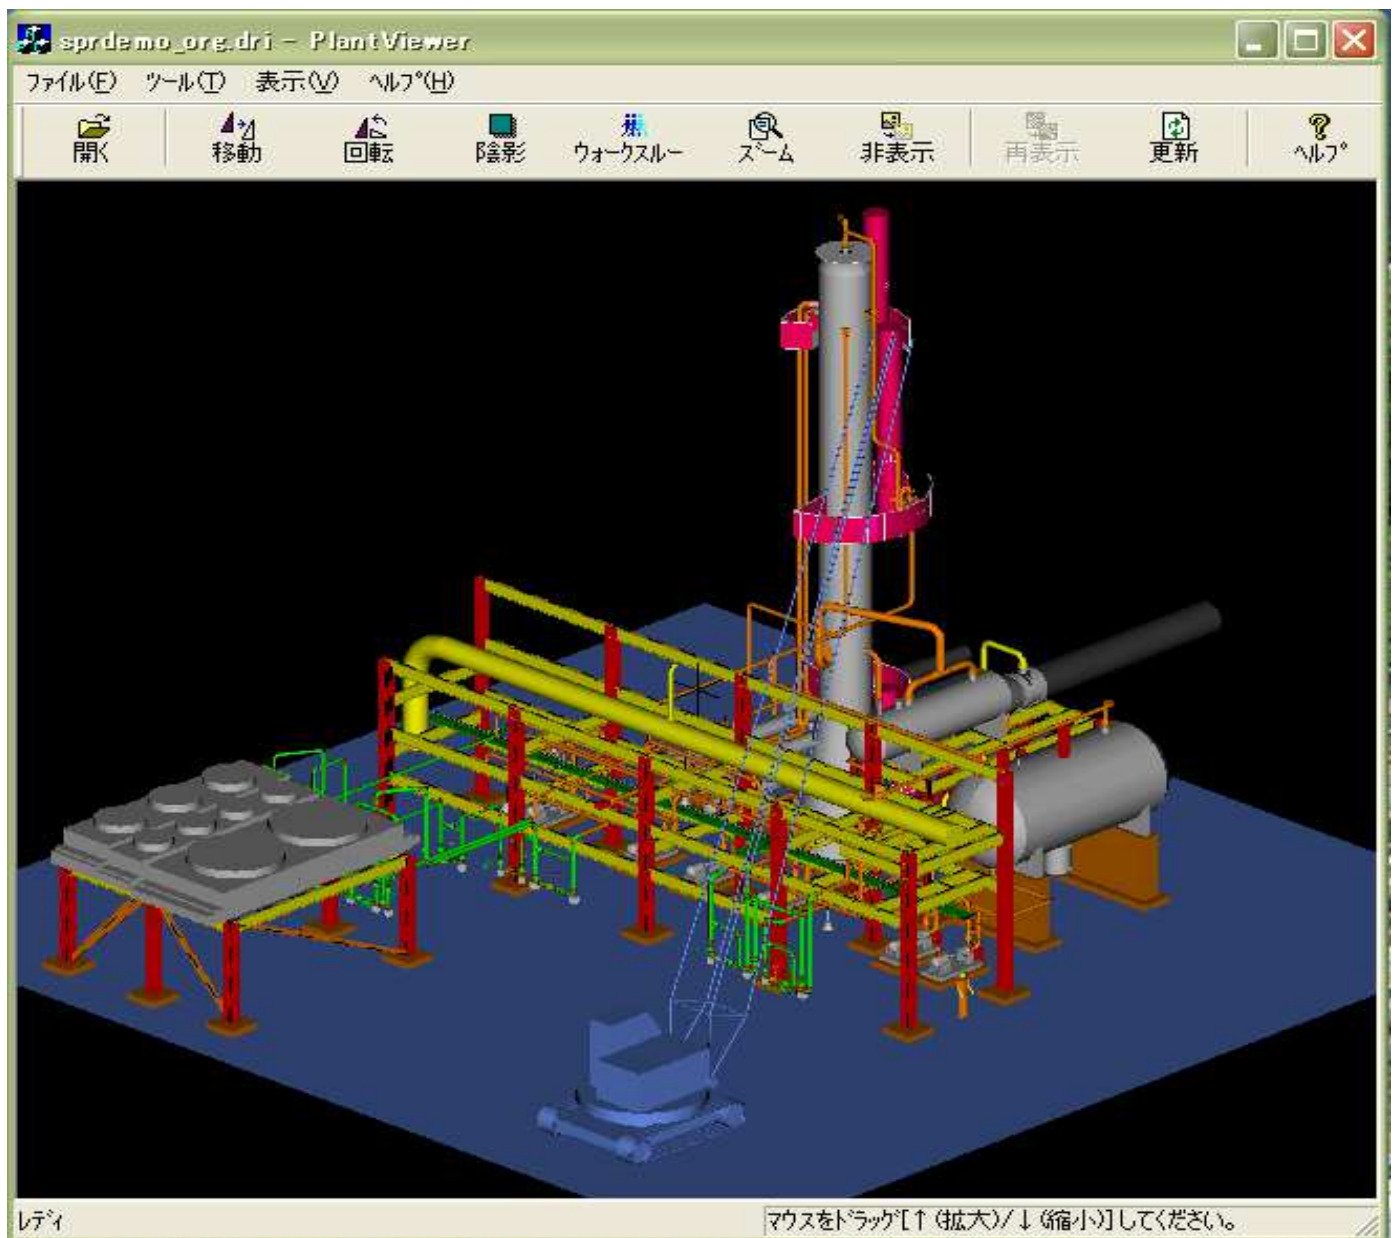 sprdemo_org.dri - PlantViewer
ファイル(F) ツール(T) 表示(V) ヘルプ(H)
開く 移動 回転 陰影 ウォークスルー ズーム 非表示 再表示 更新 ヘルプ
レディ マウスをドラッグ[↑(拡大)/↓(縮小)]してください。